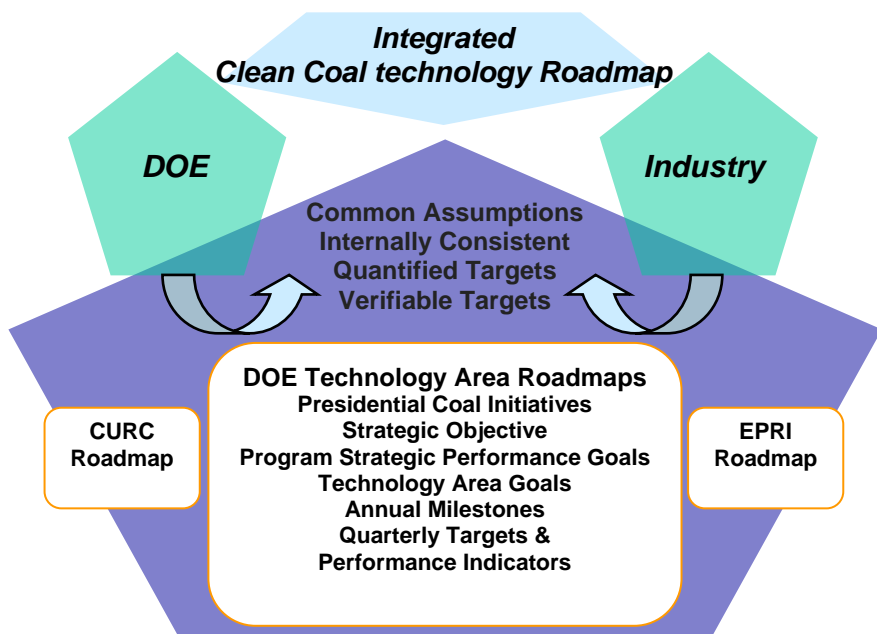 Integrated
Clean Coal technology Roadmap
DOE
Industry
Common Assumptions
Internally Consistent
Quantified Targets
Verifiable Targets
CURC
Roadmap
DOE Technology Area Roadmaps
Presidential Coal Initiatives
Strategic Objective
Program Strategic Performance Goals
Technology Area Goals
Annual Milestones
Quarterly Targets &
Performance Indicators
EPRI
Roadmap